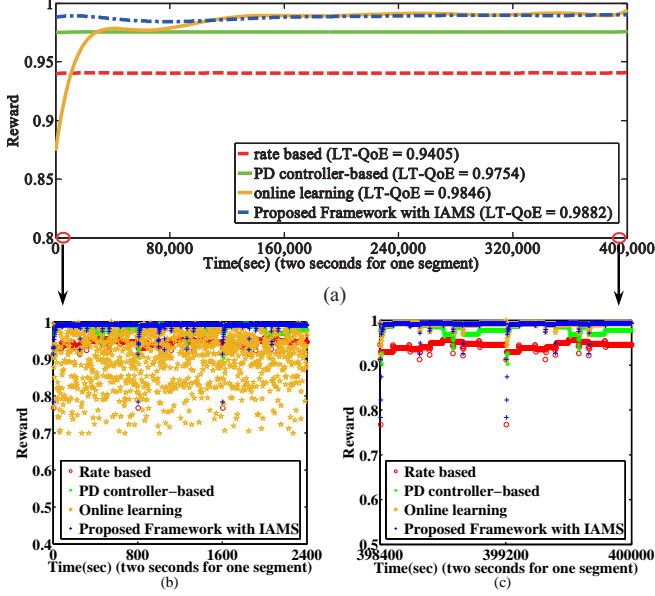 1
0.95
0.9
0.85
0.8
Reward
rate based (LT-QoE = 0.9405)
PD controller-based (LT-QoE = 0.9754)
online learning (LT-QoE = 0.9846)
Proposed Framework with IAMS (LT-QoE = 0.9882)
0 80,000 160,000 240,000 320,000 400,000
Time(sec) (two seconds for one segment)
(a)
1
0.9
0.8
0.7
0.6
0.5
0.4
Reward
Rate based
PD controller-based
Online learning
Proposed Framework with IAMS
0 800 1600 2400
Time(sec) (two seconds for one segment)
(b)
1
0.9
0.8
0.7
0.6
0.5
Reward
Rate based
PD controller-based
Online learning
Proposed Framework with IAMS
398400 399200 400000
Time(sec) (two seconds for one segment)
(c)